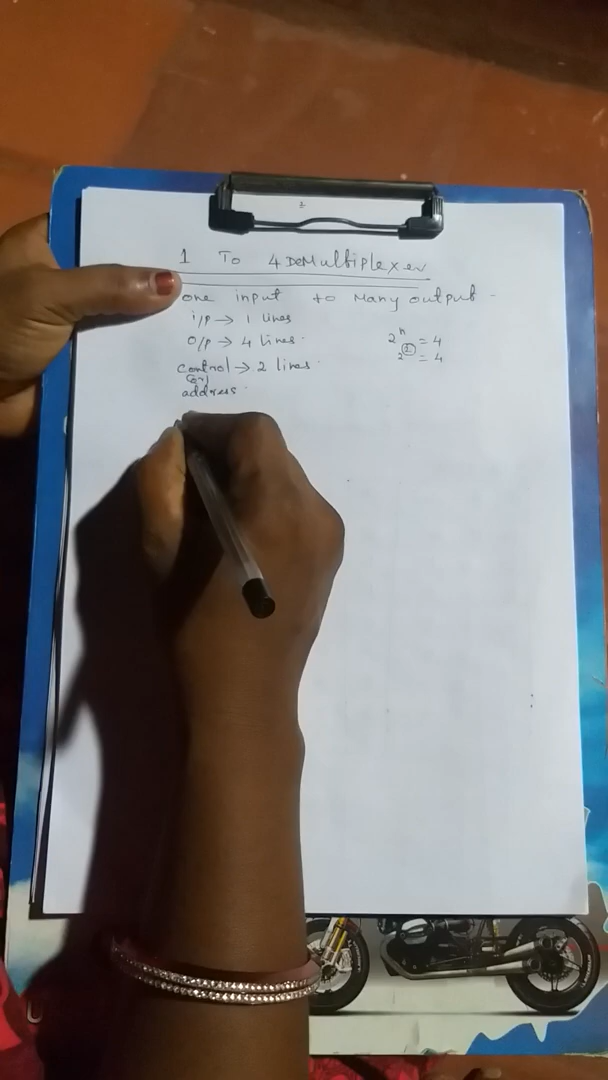 1 To 4 DeMultiplexer
one input to Many output -
i/p → 1 lines
o/p → 4 lines.
2ⁿ = 4
2² = 4
control → 2 lines.
(or)
address.